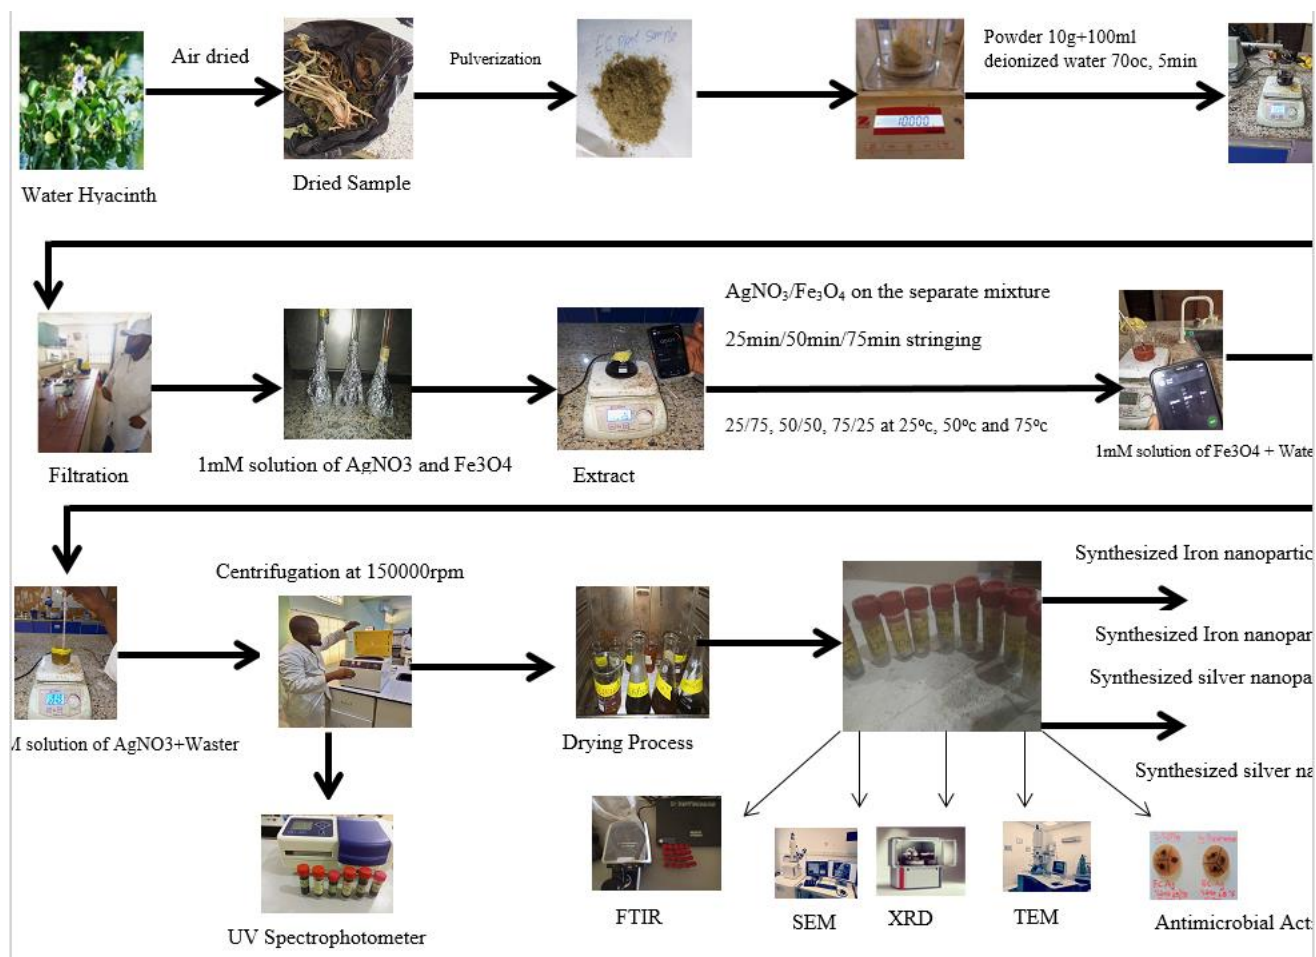 Air dried
Pulverization
Powder 10g+100ml
deionized water 70oc, 5min
EC plant sample
10000
Water Hyacinth
Dried Sample
AgNO₃/Fe₃O₄ on the separate mixture
25min/50min/75min stringing
25/75, 50/50, 75/25 at 25ºc, 50ºc and 75ºc
Filtration
1mM solution of AgNO3 and Fe3O4
Extract
1mM solution of Fe3O4 + Wate
Centrifugation at 150000rpm
Synthesized Iron nanopartic
Synthesized Iron nanopar
Synthesized silver nanopa
Synthesized silver na
M solution of AgNO3+Waster
Drying Process
UV Spectrophotometer
FTIR
SEM
XRD
TEM
Antimicrobial Act